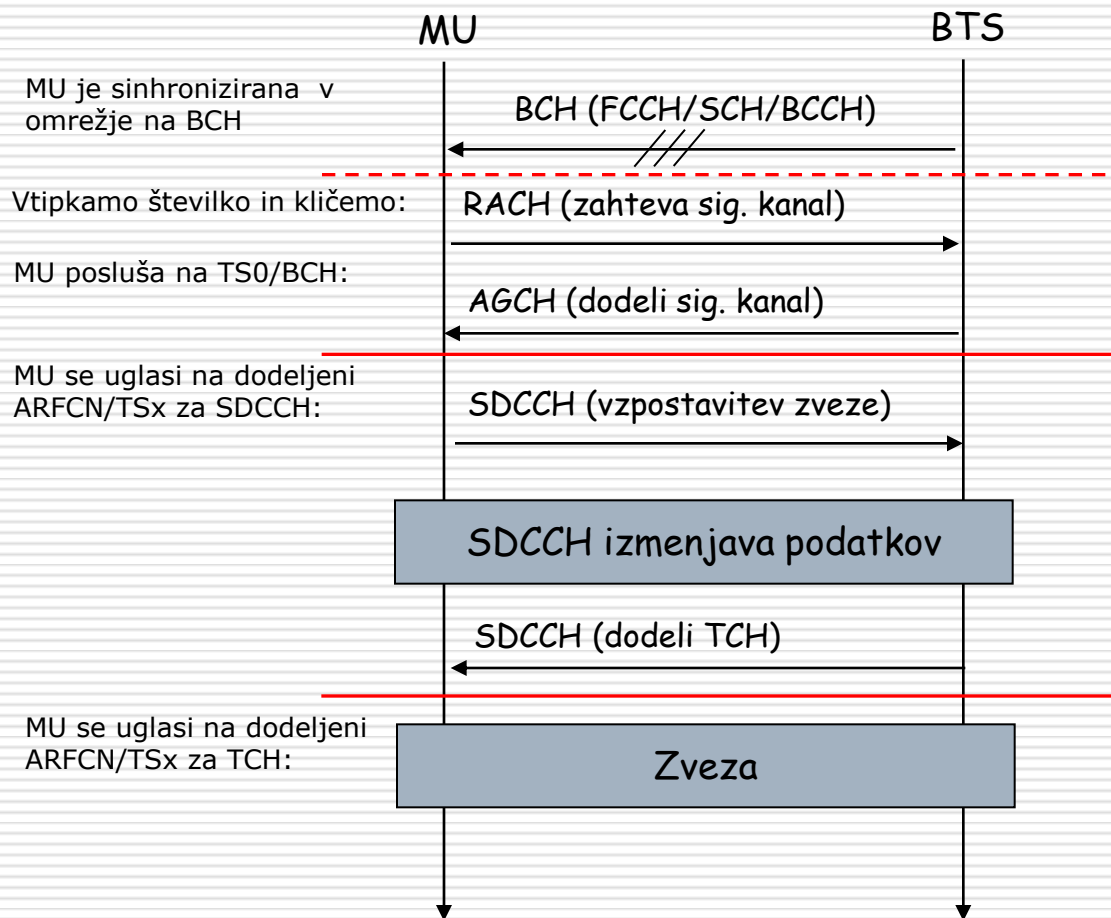 MU
BTS
MU je sinhronizirana v
omrežje na BCH
BCH (FCCH/SCH/BCCH)
Vtipkamo številko in kličemo:
RACH (zahteva sig. kanal)
MU posluša na TS0/BCH:
AGCH (dodeli sig. kanal)
MU se uglasi na dodeljeni
ARFCN/TSx za SDCCH:
SDCCH (vzpostavitev zveze)
SDCCH izmenjava podatkov
SDCCH (dodeli TCH)
MU se uglasi na dodeljeni
ARFCN/TSx za TCH:
Zveza